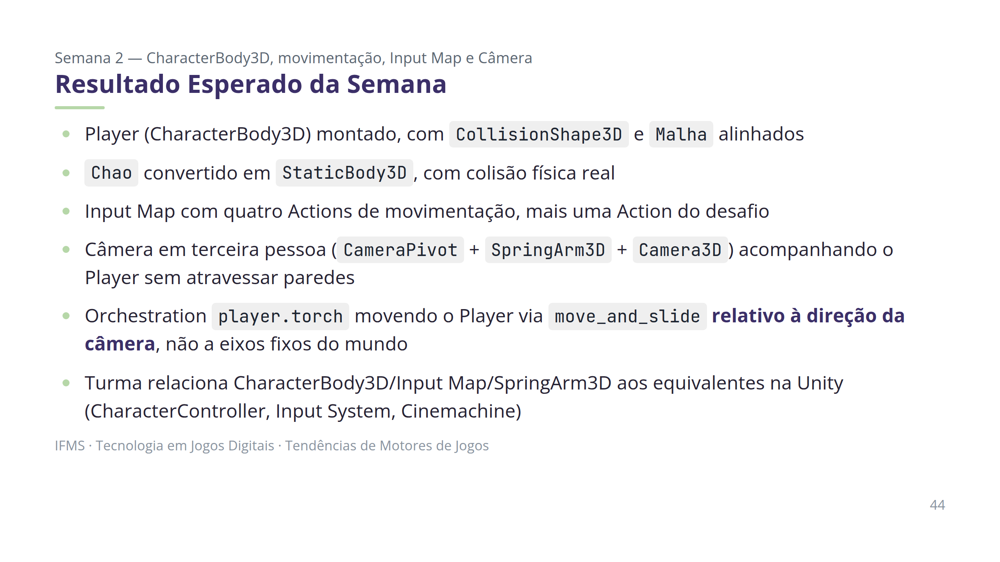 Semana 2 — CharacterBody3D, movimentação, Input Map e Câmera
Resultado Esperado da Semana
Player (CharacterBody3D) montado, com CollisionShape3D e Malha alinhados
Chao convertido em StaticBody3D, com colisão física real
Input Map com quatro Actions de movimentação, mais uma Action do desafio
Câmera em terceira pessoa (CameraPivot + SpringArm3D + Camera3D) acompanhando o
Player sem atravessar paredes
Orchestration player.torch movendo o Player via move_and_slide relativo à direção da
câmera, não a eixos fixos do mundo
Turma relaciona CharacterBody3D/Input Map/SpringArm3D aos equivalentes na Unity
(CharacterController, Input System, Cinemachine)
IFMS · Tecnologia em Jogos Digitais · Tendências de Motores de Jogos
44